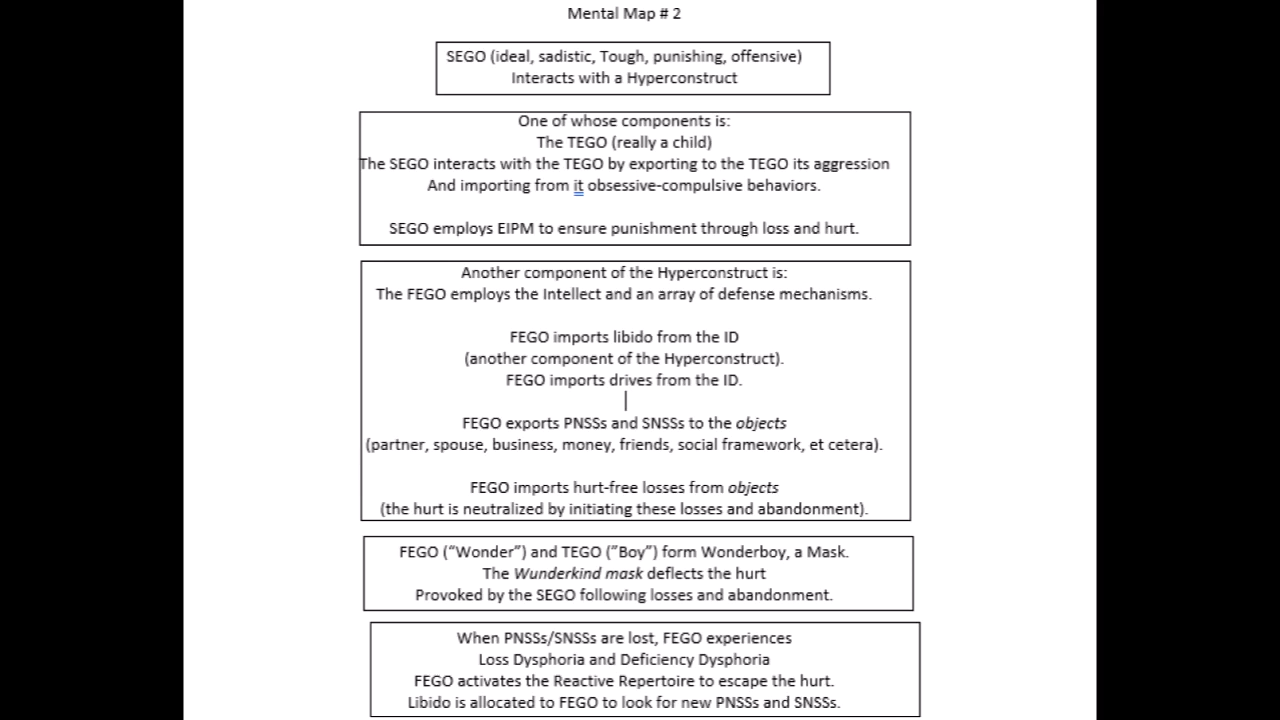 Mental Map # 2
SEGO (ideal, sadistic, Tough, punishing, offensive)
Interacts with a Hyperconstruct
One of whose components is:
The TEGO (really a child)
The SEGO interacts with the TEGO by exporting to the TEGO its aggression
And importing from it obsessive-compulsive behaviors.
SEGO employs EIPM to ensure punishment through loss and hurt.
Another component of the Hyperconstruct is:
The FEGO employs the Intellect and an array of defense mechanisms.
FEGO imports libido from the ID
(another component of the Hyperconstruct).
FEGO imports drives from the ID.
FEGO exports PNSSs and SNSSs to the objects
(partner, spouse, business, money, friends, social framework, et cetera).
FEGO imports hurt-free losses from objects
(the hurt is neutralized by initiating these losses and abandonment).
FEGO (“Wonder”) and TEGO (”Boy”) form Wonderboy, a Mask.
The Wunderkind mask deflects the hurt
Provoked by the SEGO following losses and abandonment.
When PNSSs/SNSSs are lost, FEGO experiences
Loss Dysphoria and Deficiency Dysphoria
FEGO activates the Reactive Repertoire to escape the hurt.
Libido is allocated to FEGO to look for new PNSSs and SNSSs.